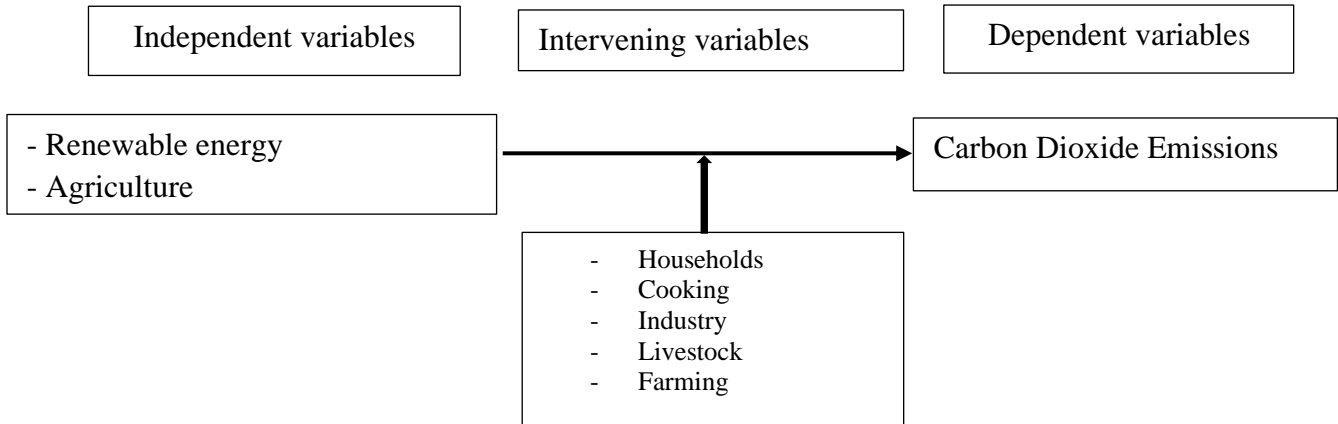 Independent variables
Intervening variables
Dependent variables
- Renewable energy
- Agriculture
Carbon Dioxide Emissions
- Households
- Cooking
- Industry
- Livestock
- Farming